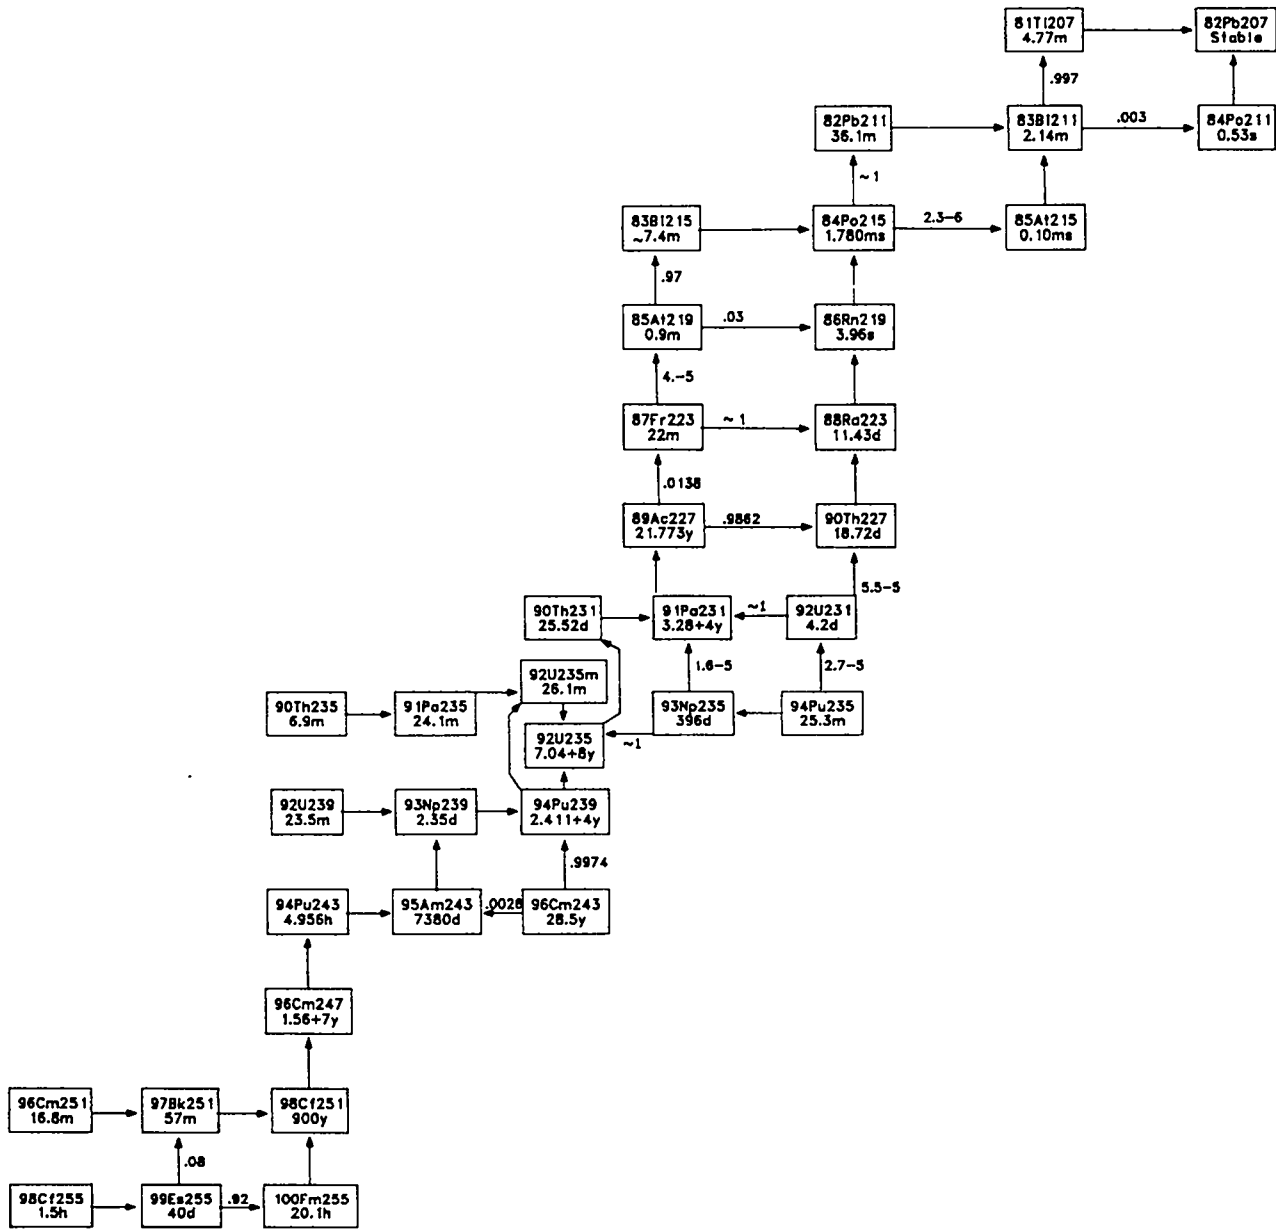 81Tl207
4.77m
82Pb207
Stable
.997
82Pb211
36.1m
83Bi211
2.14m
.003
84Po211
0.53s
~1
83Bi215
~7.4m
84Po215
1.780ms
2.3-6
85At215
0.10ms
.97
85At219
0.9m
.03
86Rn219
3.96s
4.-5
87Fr223
22m
~1
88Ra223
11.43d
.0138
89Ac227
21.773y
.9862
90Th227
18.72d
5.5-5
90Th231
25.52d
91Pa231
3.28+4y
~1
92U231
4.2d
1.6-5
2.7-5
92U235m
26.1m
90Th235
6.9m
91Pa235
24.1m
93Np235
396d
94Pu235
25.3m
92U235
7.04+8y
~1
92U239
23.5m
93Np239
2.35d
94Pu239
2.411+4y
.9974
94Pu243
4.956h
95Am243
7380d
.0026
96Cm243
28.5y
96Cm247
1.56+7y
96Cm251
16.8m
97Bk251
57m
98Cf251
900y
.08
98Cf255
1.5h
99Es255
40d
.92
100Fm255
20.1h